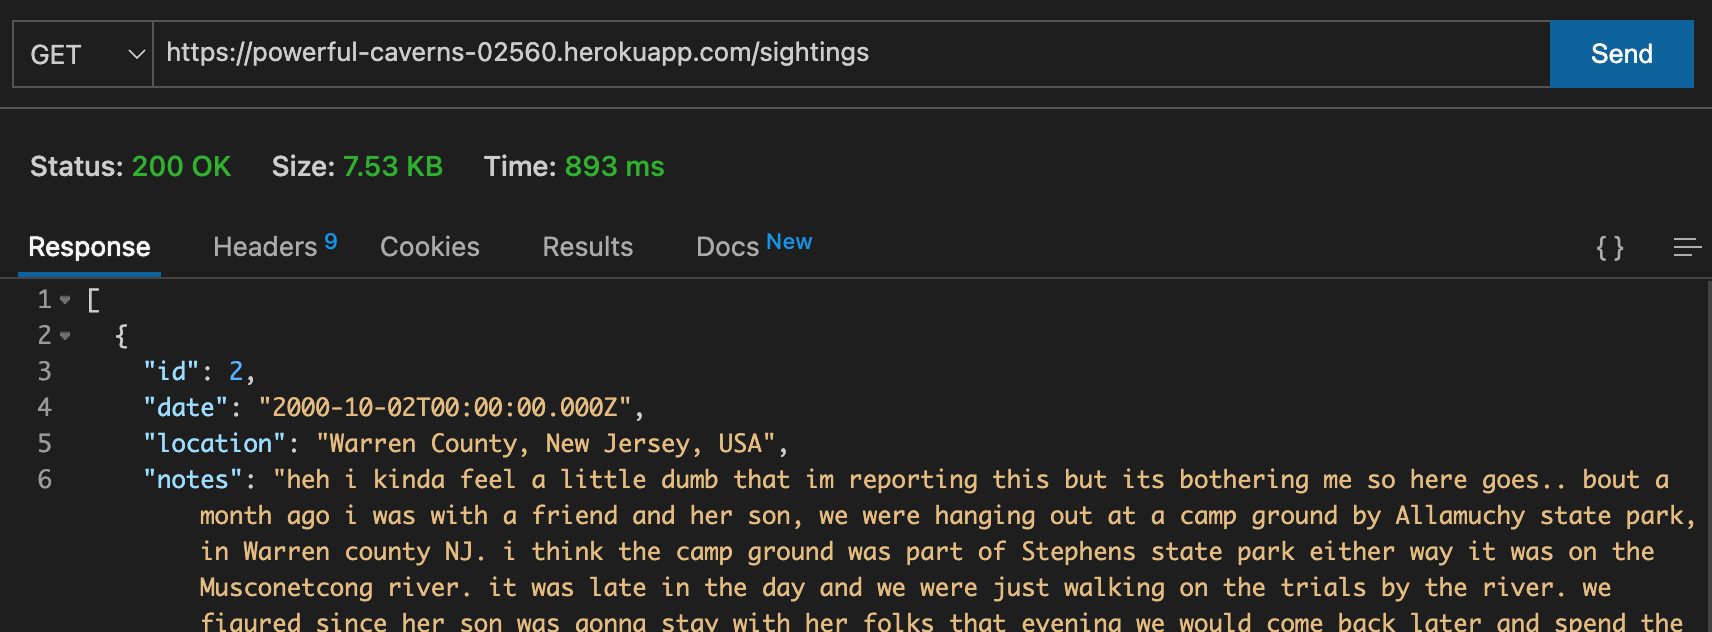 GET https://powerful-caverns-02560.herokuapp.com/sightings Send
Status: 200 OK Size: 7.53 KB Time: 893 ms
Response Headers 9 Cookies Results Docs New {}
1 [
2 {
3 "id": 2,
4 "date": "2000-10-02T00:00:00.000Z",
5 "location": "Warren County, New Jersey, USA",
6 "notes": "heh i kinda feel a little dumb that im reporting this but its bothering me so here goes.. bout a
month ago i was with a friend and her son, we were hanging out at a camp ground by Allamuchy state park,
in Warren county NJ. i think the camp ground was part of Stephens state park either way it was on the
Musconetcong river. it was late in the day and we were just walking on the trials by the river. we
figured since her son was gonna stay with her folks that evening we would come back later and spend the